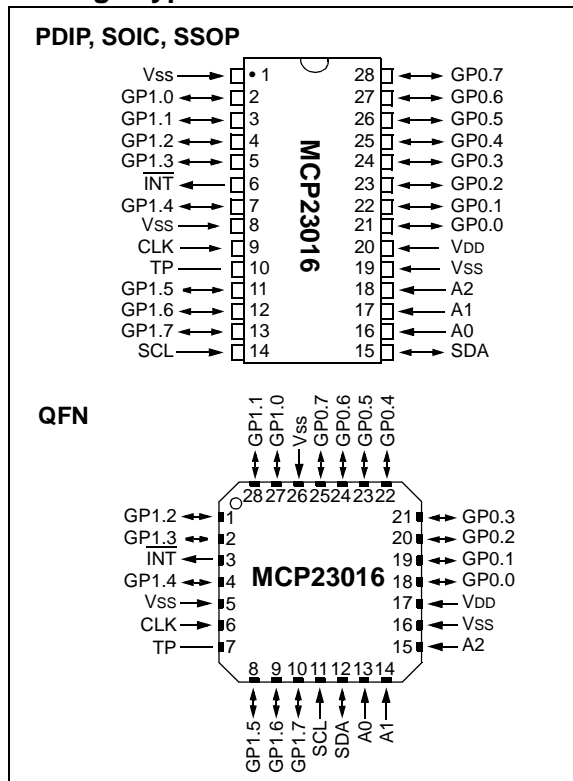 PDIP, SOIC, SSOP
Vss 1 28 GP0.7
GP1.0 2 27 GP0.6
GP1.1 3 26 GP0.5
GP1.2 4 25 GP0.4
GP1.3 5 24 GP0.3
INT 6 23 GP0.2
GP1.4 7 22 GP0.1
Vss 8 21 GP0.0
CLK 9 20 VDD
TP 10 19 Vss
GP1.5 11 18 A2
GP1.6 12 17 A1
GP1.7 13 16 A0
SCL 14 15 SDA
MCP23016
QFN
GP1.1 GP1.0 Vss GP0.7 GP0.6 GP0.5 GP0.4
28 27 26 25 24 23 22
GP1.2 1 21 GP0.3
GP1.3 2 20 GP0.2
INT 3 19 GP0.1
GP1.4 4 18 GP0.0
Vss 5 17 VDD
CLK 6 16 Vss
TP 7 15 A2
MCP23016
8 9 10 11 12 13 14
GP1.5 GP1.6 GP1.7 SCL SDA A0 A1